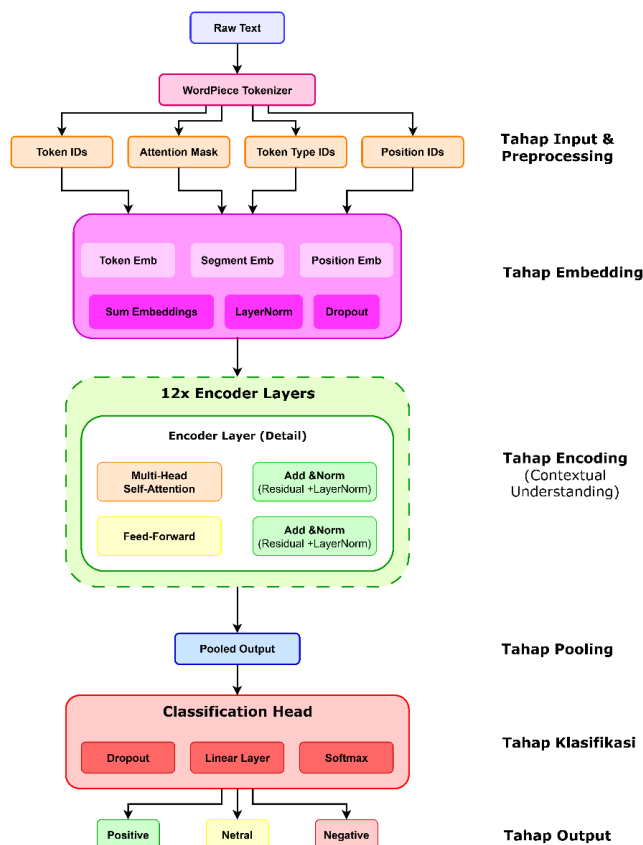 Raw Text
WordPiece Tokenizer
Token IDs
Attention Mask
Token Type IDs
Position IDs
Tahap Input &
Preprocessing
Token Emb
Segment Emb
Position Emb
Sum Embeddings
LayerNorm
Dropout
Tahap Embedding
12x Encoder Layers
Encoder Layer (Detail)
Multi-Head
Self-Attention
Add &Norm
(Residual +LayerNorm)
Feed-Forward
Add &Norm
(Residual +LayerNorm)
Tahap Encoding
(Contextual
Understanding)
Pooled Output
Tahap Pooling
Classification Head
Dropout
Linear Layer
Softmax
Tahap Klasifikasi
Positive
Netral
Negative
Tahap Output